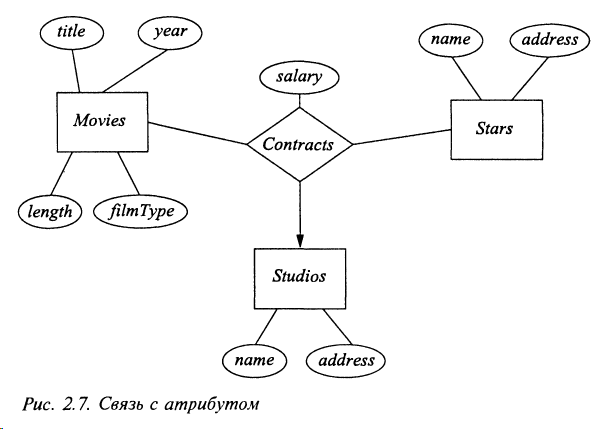 title
year
name
address
salary
Movies
Contracts
Stars
length
filmType
Studios
name
address
Рис. 2.7. Связь с атрибутом